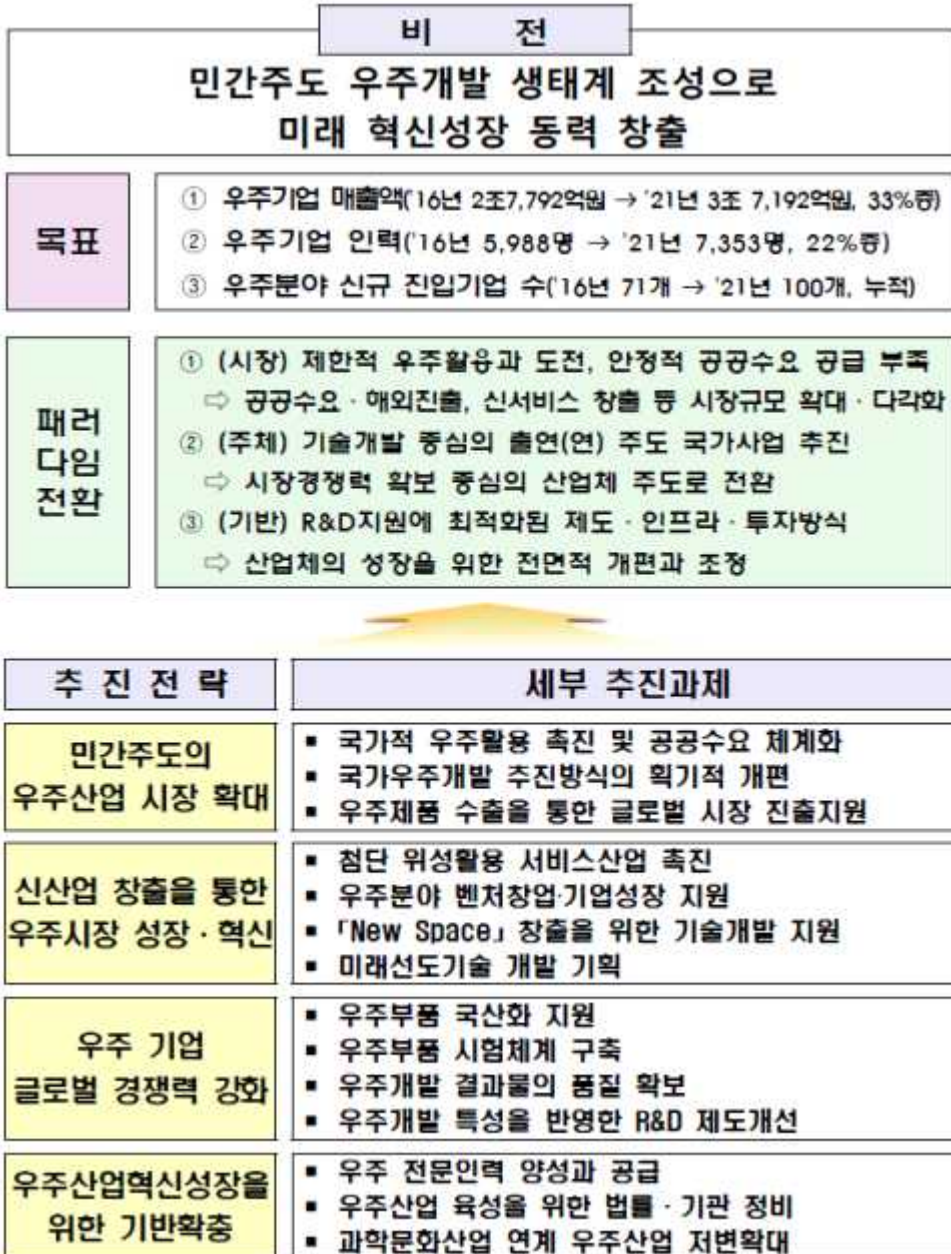 비 전
민간주도 우주개발 생태계 조성으로
미래 혁신성장 동력 창출
목표
① 우주기업 매출액('16년 2조7,792억원 → '21년 3조 7,192억원, 33%증)
② 우주기업 인력('16년 5,988명 → '21년 7,353명, 22%증)
③ 우주분야 신규 진입기업 수('16년 71개 → '21년 100개, 누적)
패러
다임
전환
① (시장) 제한적 우주활용과 도전, 안정적 공공수요 공급 부족
⇨ 공공수요 · 해외진출, 신서비스 창출 등 시장규모 확대 · 다각화
② (주체) 기술개발 중심의 출연(연) 주도 국가사업 추진
⇨ 시장경쟁력 확보 중심의 산업체 주도로 전환
③ (기반) R&D지원에 최적화된 제도 · 인프라 · 투자방식
⇨ 산업체의 성장을 위한 전면적 개편과 조정
추 진 전 략
세부 추진과제
민간주도의
우주산업 시장 확대
▪ 국가적 우주활용 촉진 및 공공수요 체계화
▪ 국가우주개발 추진방식의 획기적 개편
▪ 우주제품 수출을 통한 글로벌 시장 진출지원
신산업 창출을 통한
우주시장 성장 · 혁신
▪ 첨단 위성활용 서비스산업 촉진
▪ 우주분야 벤처창업·기업성장 지원
▪ 「New Space」 창출을 위한 기술개발 지원
▪ 미래선도기술 개발 기획
우주 기업
글로벌 경쟁력 강화
▪ 우주부품 국산화 지원
▪ 우주부품 시험체계 구축
▪ 우주개발 결과물의 품질 확보
▪ 우주개발 특성을 반영한 R&D 제도개선
우주산업혁신성장을
위한 기반확충
▪ 우주 전문인력 양성과 공급
▪ 우주산업 육성을 위한 법률 · 기관 정비
▪ 과학문화산업 연계 우주산업 저변확대